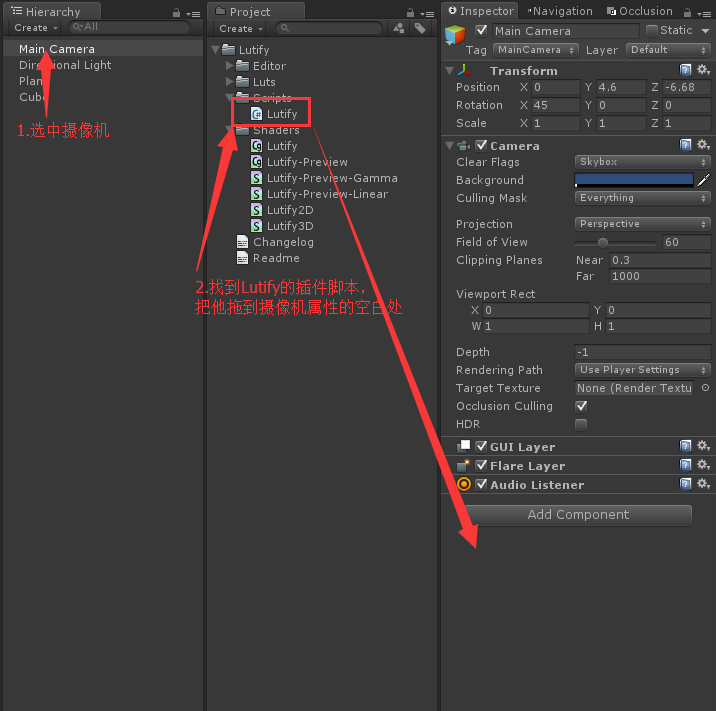 Hierarchy
Create
All
Main Camera
Directional Light
Plan
Cube
1.选中摄像机
Project
Create
Lutify
Editor
Luts
Scripts
Lutify
Shaders
Lutify
Lutify-Preview
Lutify-Preview-Gamma
Lutify-Preview-Linear
Lutify2D
Lutify3D
Changelog
Readme
2.找到Lutify的插件脚本，
把他拖到摄像机属性的空白处
Inspector Navigation Occlusion
Main Camera Static
Tag MainCamera Layer Default
Transform
Position X 0 Y 4.6 Z -6.68
Rotation X 45 Y 0 Z 0
Scale X 1 Y 1 Z 1
Camera
Clear Flags Skybox
Background
Culling Mask Everything
Projection Perspective
Field of View 60
Clipping Planes Near 0.3
Far 1000
Viewport Rect
X 0 Y 0
W 1 H 1
Depth -1
Rendering Path Use Player Settings
Target Texture None (Render Textu
Occlusion Culling
HDR
GUI Layer
Flare Layer
Audio Listener
Add Component